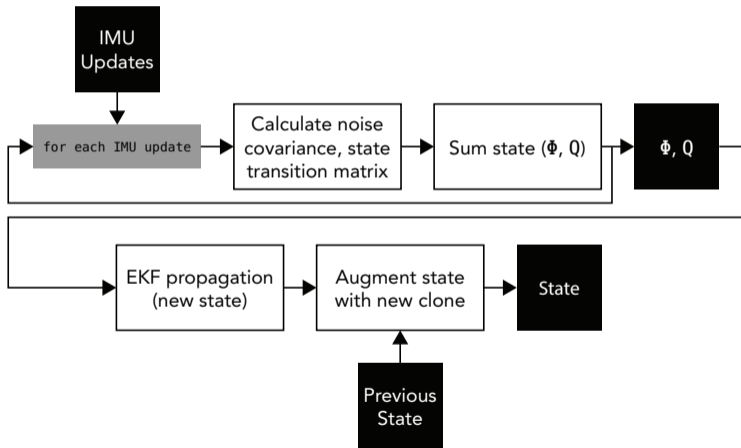 IMU
Updates
for each IMU update
Calculate noise
covariance, state
transition matrix
Sum state (Φ, Q)
Φ, Q
EKF propagation
(new state)
Augment state
with new clone
State
Previous
State